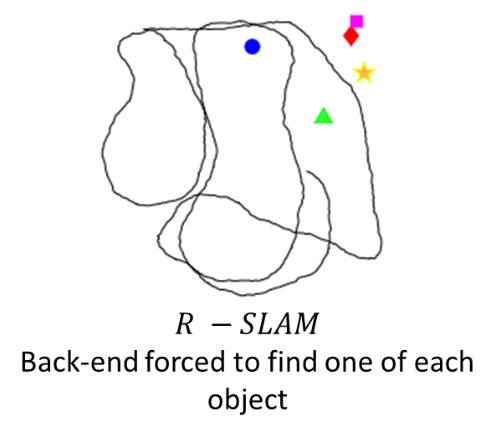 R – SLAM
Back-end forced to find one of each
object